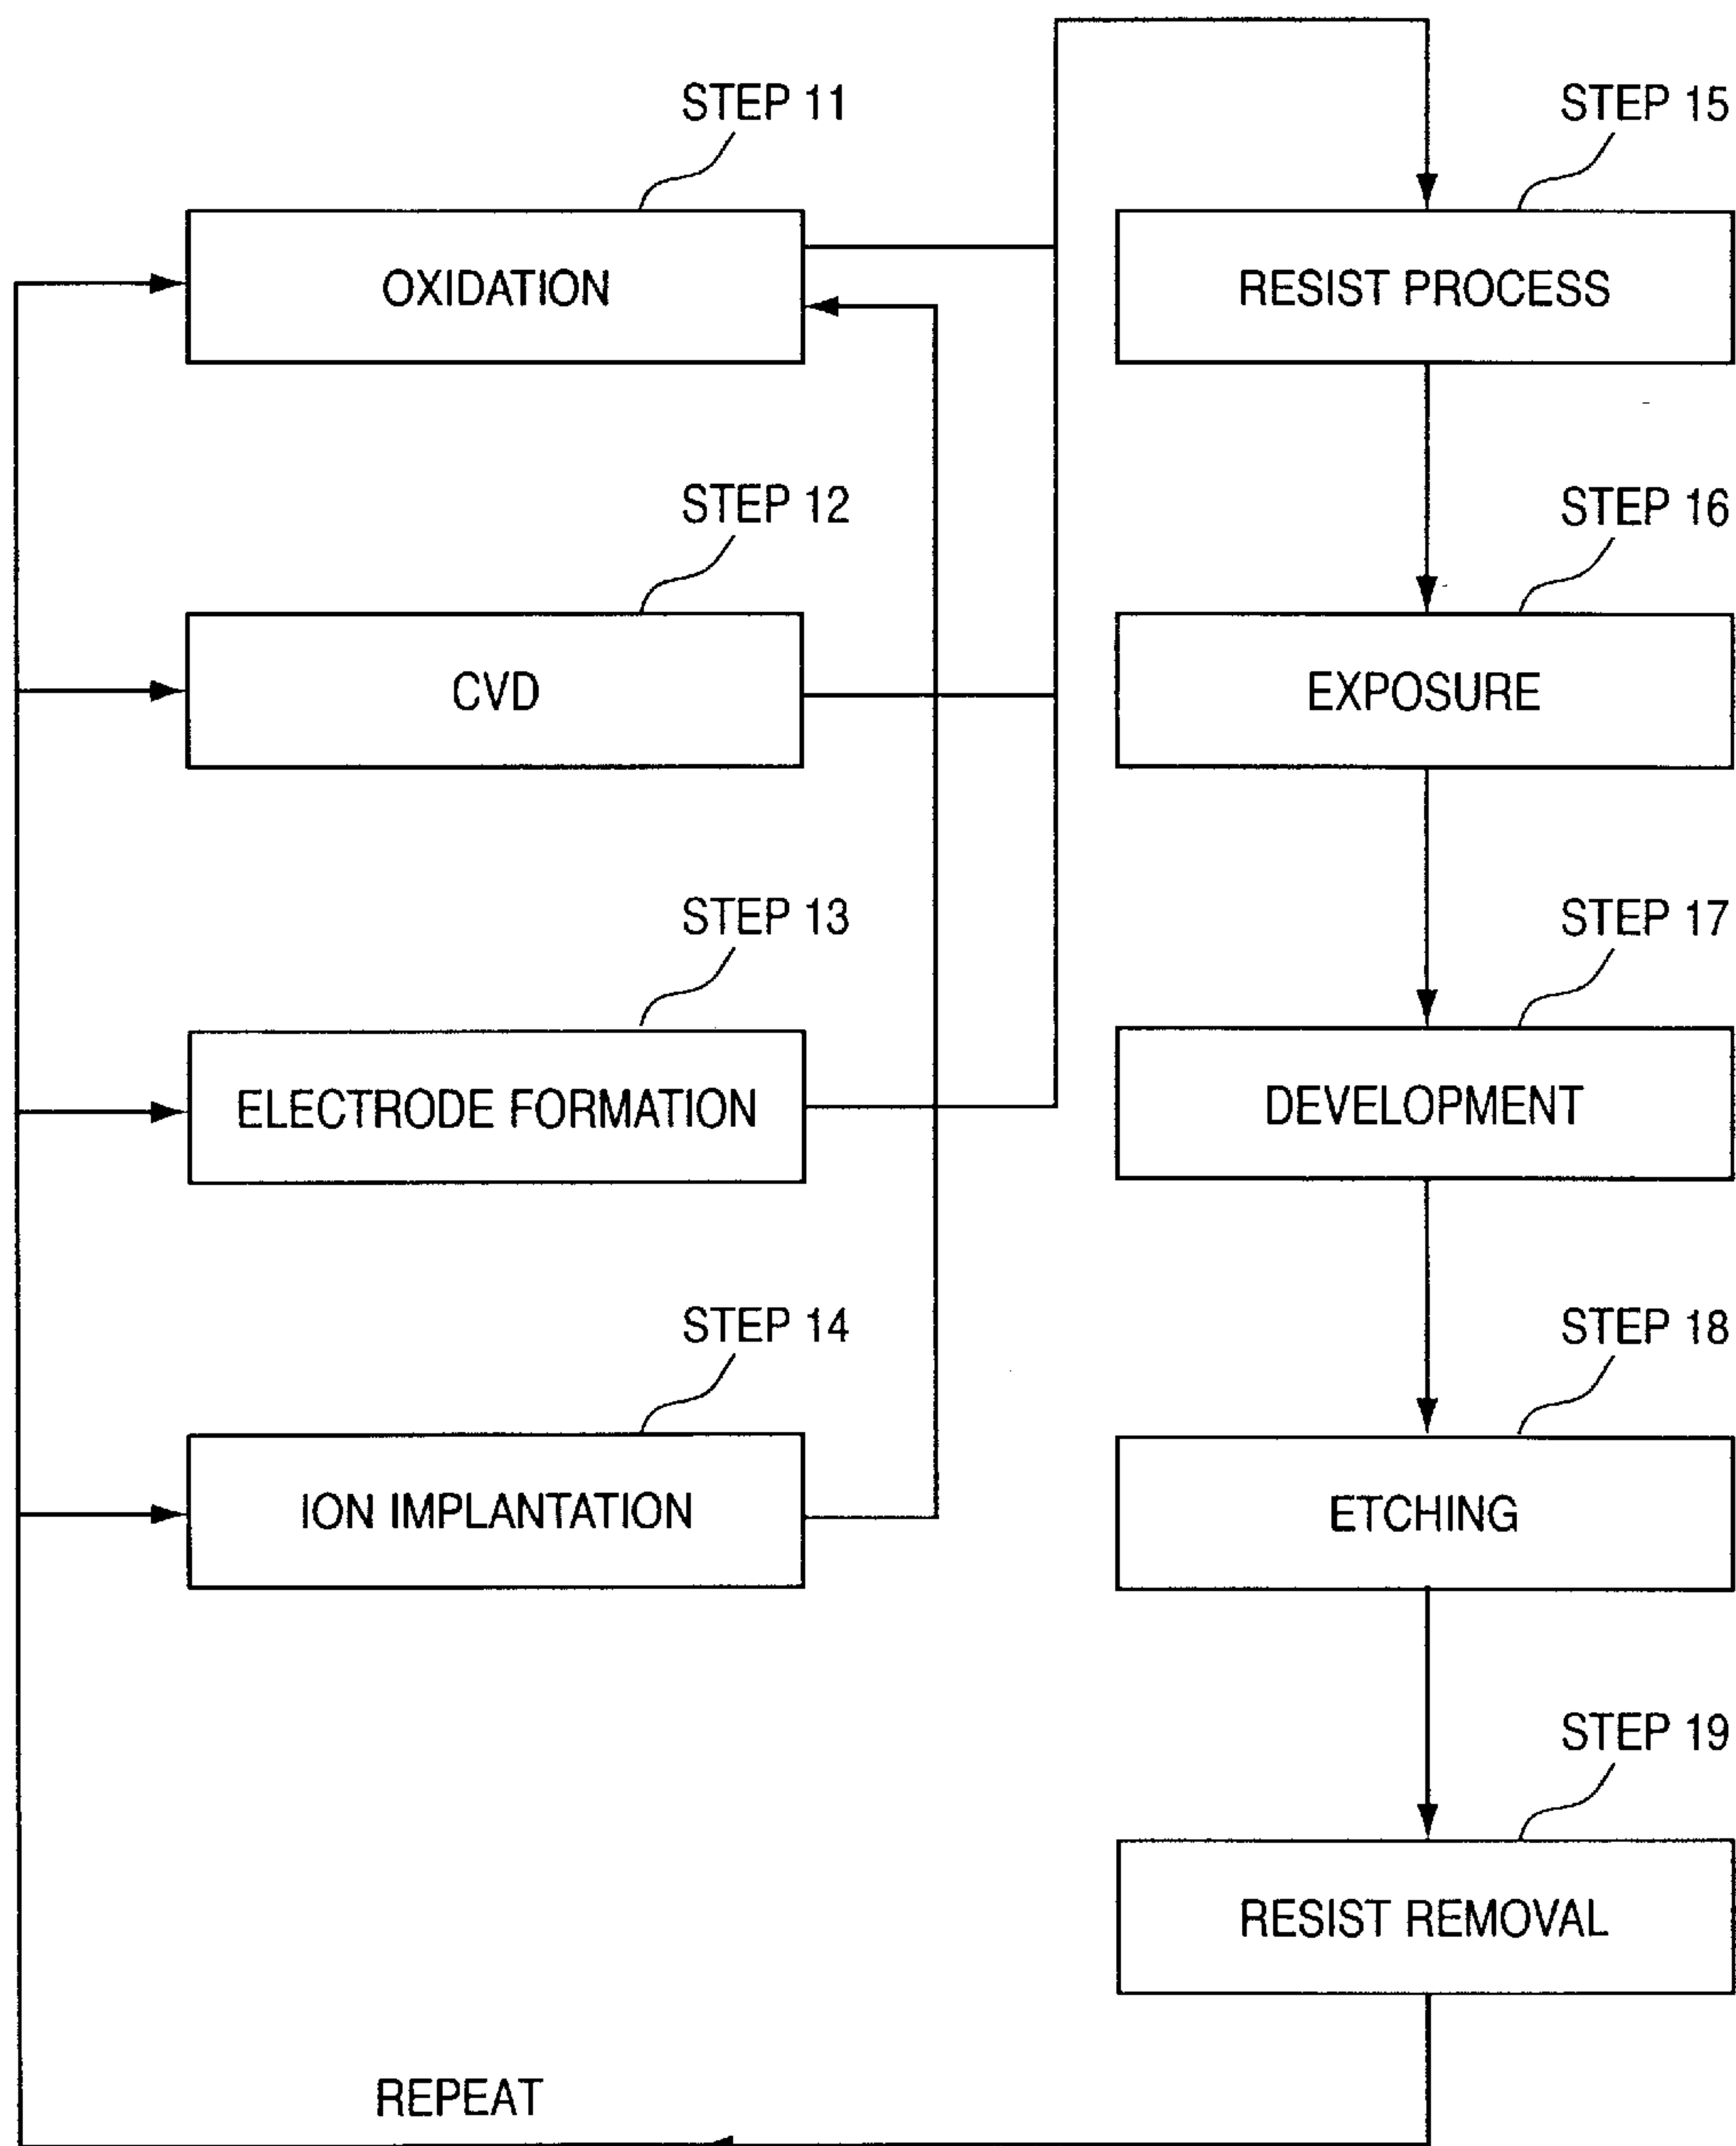 STEP 11
OXIDATION
STEP 12
CVD
STEP 13
ELECTRODE FORMATION
STEP 14
ION IMPLANTATION
STEP 15
RESIST PROCESS
STEP 16
EXPOSURE
STEP 17
DEVELOPMENT
STEP 18
ETCHING
STEP 19
RESIST REMOVAL
REPEAT